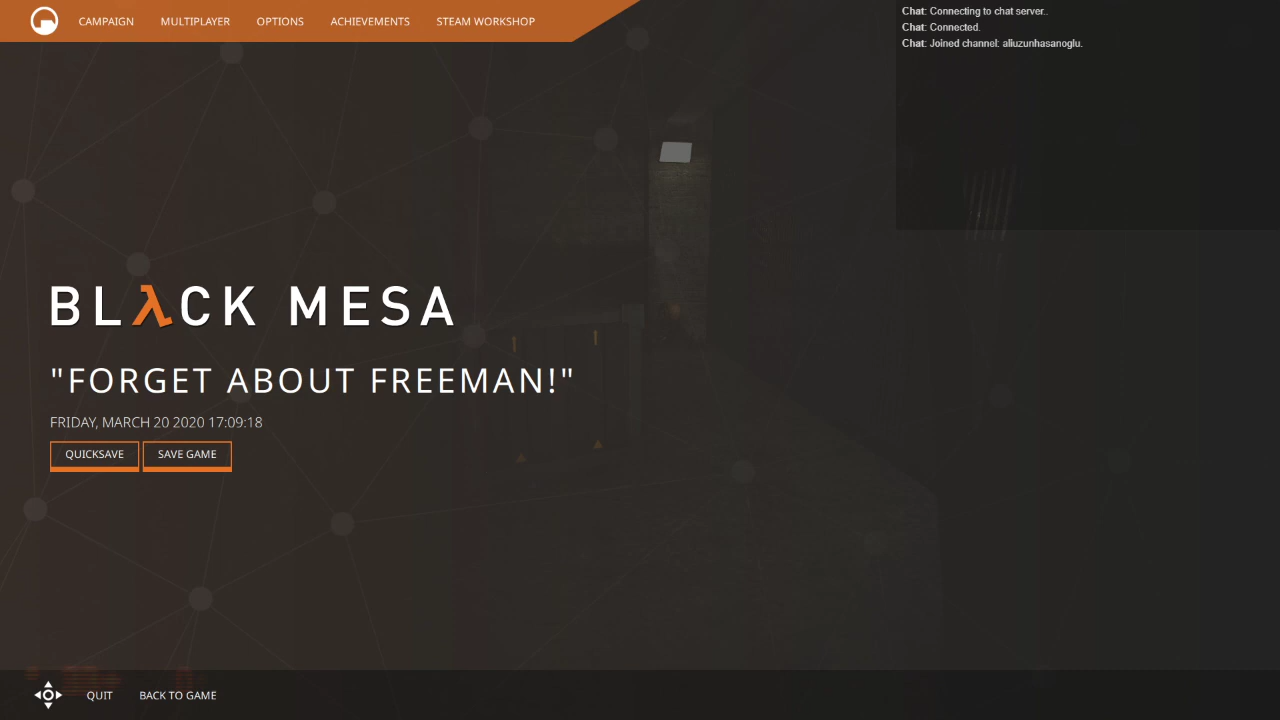 CAMPAIGN MULTIPLAYER OPTIONS ACHIEVEMENTS STEAM WORKSHOP
Chat: Connecting to chat server..
Chat: Connected.
Chat: Joined channel: aliuzunhasanoglu.
BLλCK MESA
"FORGET ABOUT FREEMAN!"
FRIDAY, MARCH 20 2020 17:09:18
QUICKSAVE SAVE GAME
QUIT BACK TO GAME